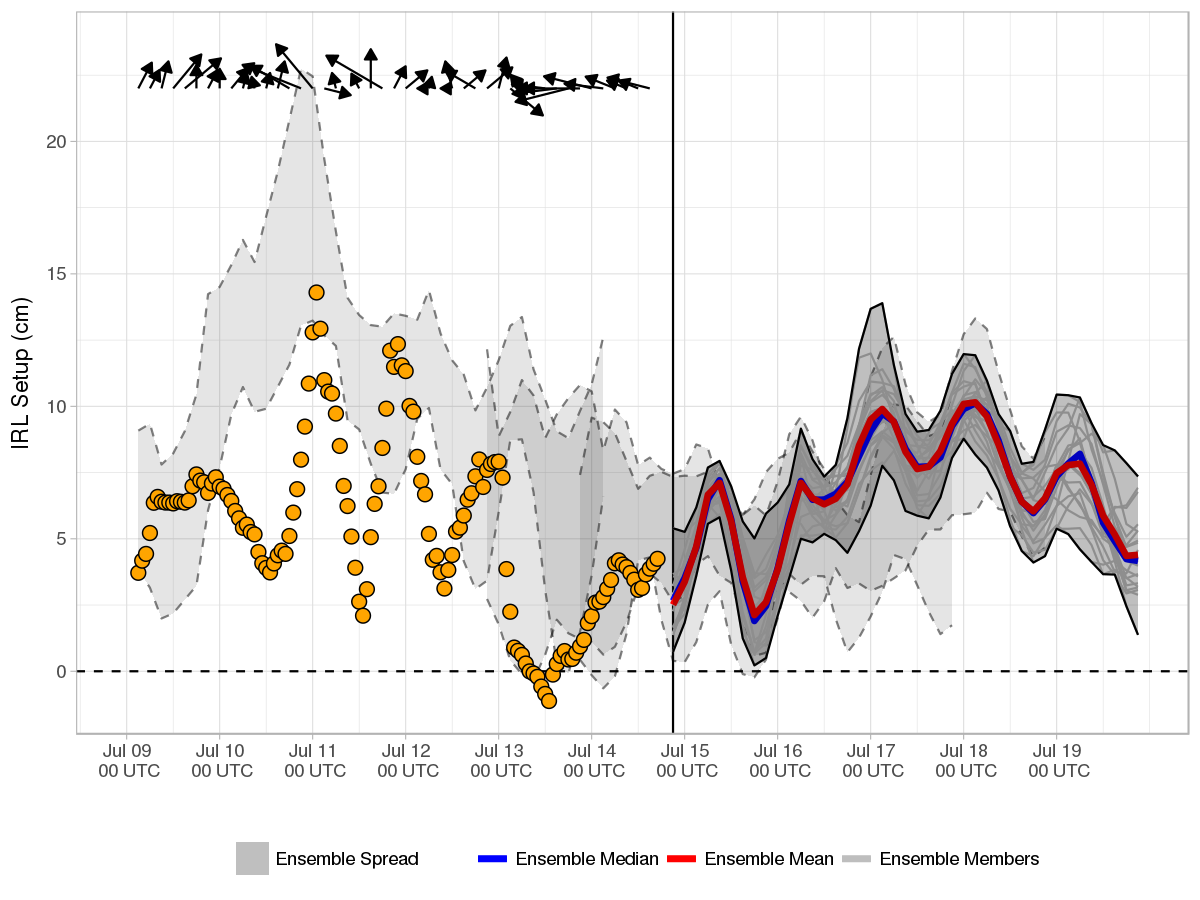 IRL Setup (cm)
20
15
10
5
0
Jul 09 Jul 10 Jul 11 Jul 12 Jul 13 Jul 14 Jul 15 Jul 16 Jul 17 Jul 18 Jul 19
00 UTC 00 UTC 00 UTC 00 UTC 00 UTC 00 UTC 00 UTC 00 UTC 00 UTC 00 UTC 00 UTC
Ensemble Spread Ensemble Median Ensemble Mean Ensemble Members